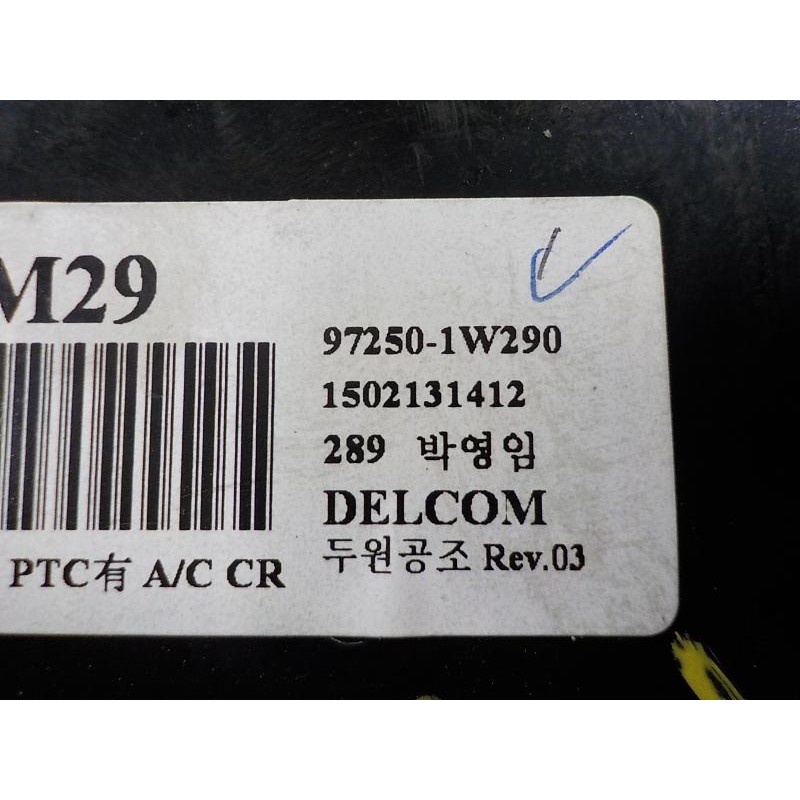 M29
97250-1W290
1502131412
289 박영임
DELCOM
두원공조 Rev.03
PTC有 A/C CR